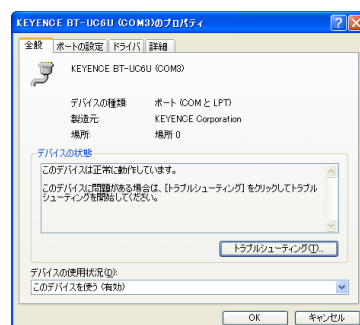 KEYENCE BT-UC6U (COM3)のプロパティ
全般 ポートの設定 ドライバ 詳細
KEYENCE BT-UC6U (COM3)
デバイスの種類: ポート (COM と LPT)
製造元: KEYENCE Corporation
場所: 場所 0
デバイスの状態
このデバイスは正常に動作しています。
このデバイスに問題がある場合は、[トラブルシューティング] をクリックしてトラブル
シューティングを開始してください。
トラブルシューティング(T)...
デバイスの使用状況(D):
このデバイスを使う (有効)
OK キャンセル